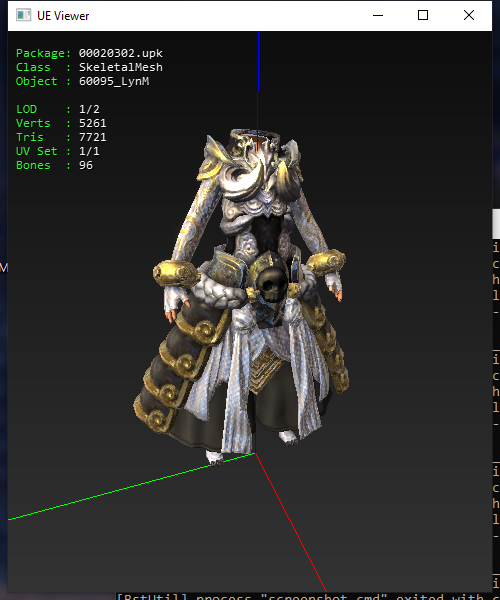 UE Viewer
Package: 00020302.upk
Class : SkeletalMesh
Object : 60095_LynM
LOD : 1/2
Verts : 5261
Tris : 7721
UV Set : 1/1
Bones : 96
M
i
c
h
l
-
i
c
h
l
-
i
c
h
l
-
i
[BstUtil] process "screenshot.cmd" exited with c